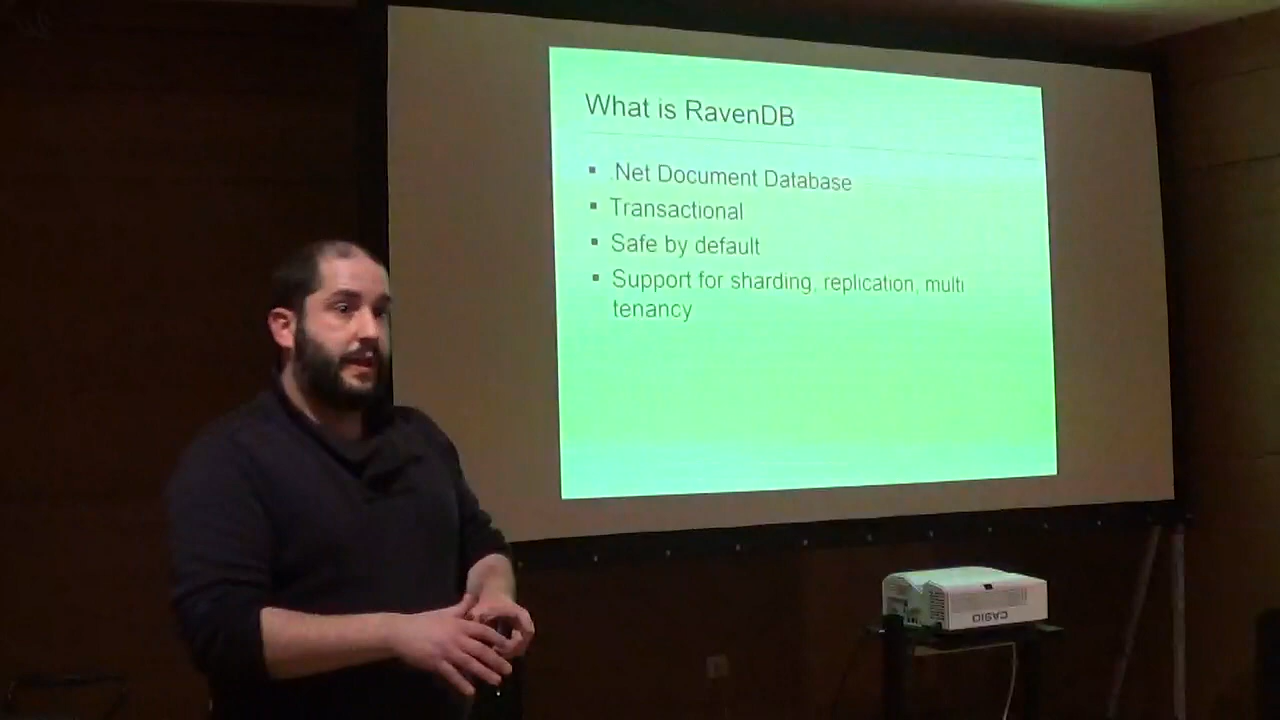 What is RavenDB
▪ .Net Document Database
▪ Transactional
▪ Safe by default
▪ Support for sharding, replication, multi
tenancy
CASIO